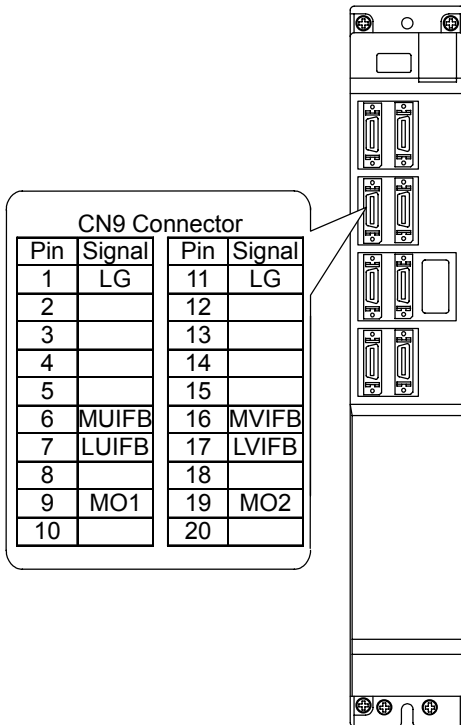 CN9 Connector
Pin Signal Pin Signal
1 LG 11 LG
2 12
3 13
4 14
5 15
6 MUIFB 16 MVIFB
7 LUIFB 17 LVIFB
8 18
9 MO1 19 MO2
10 20